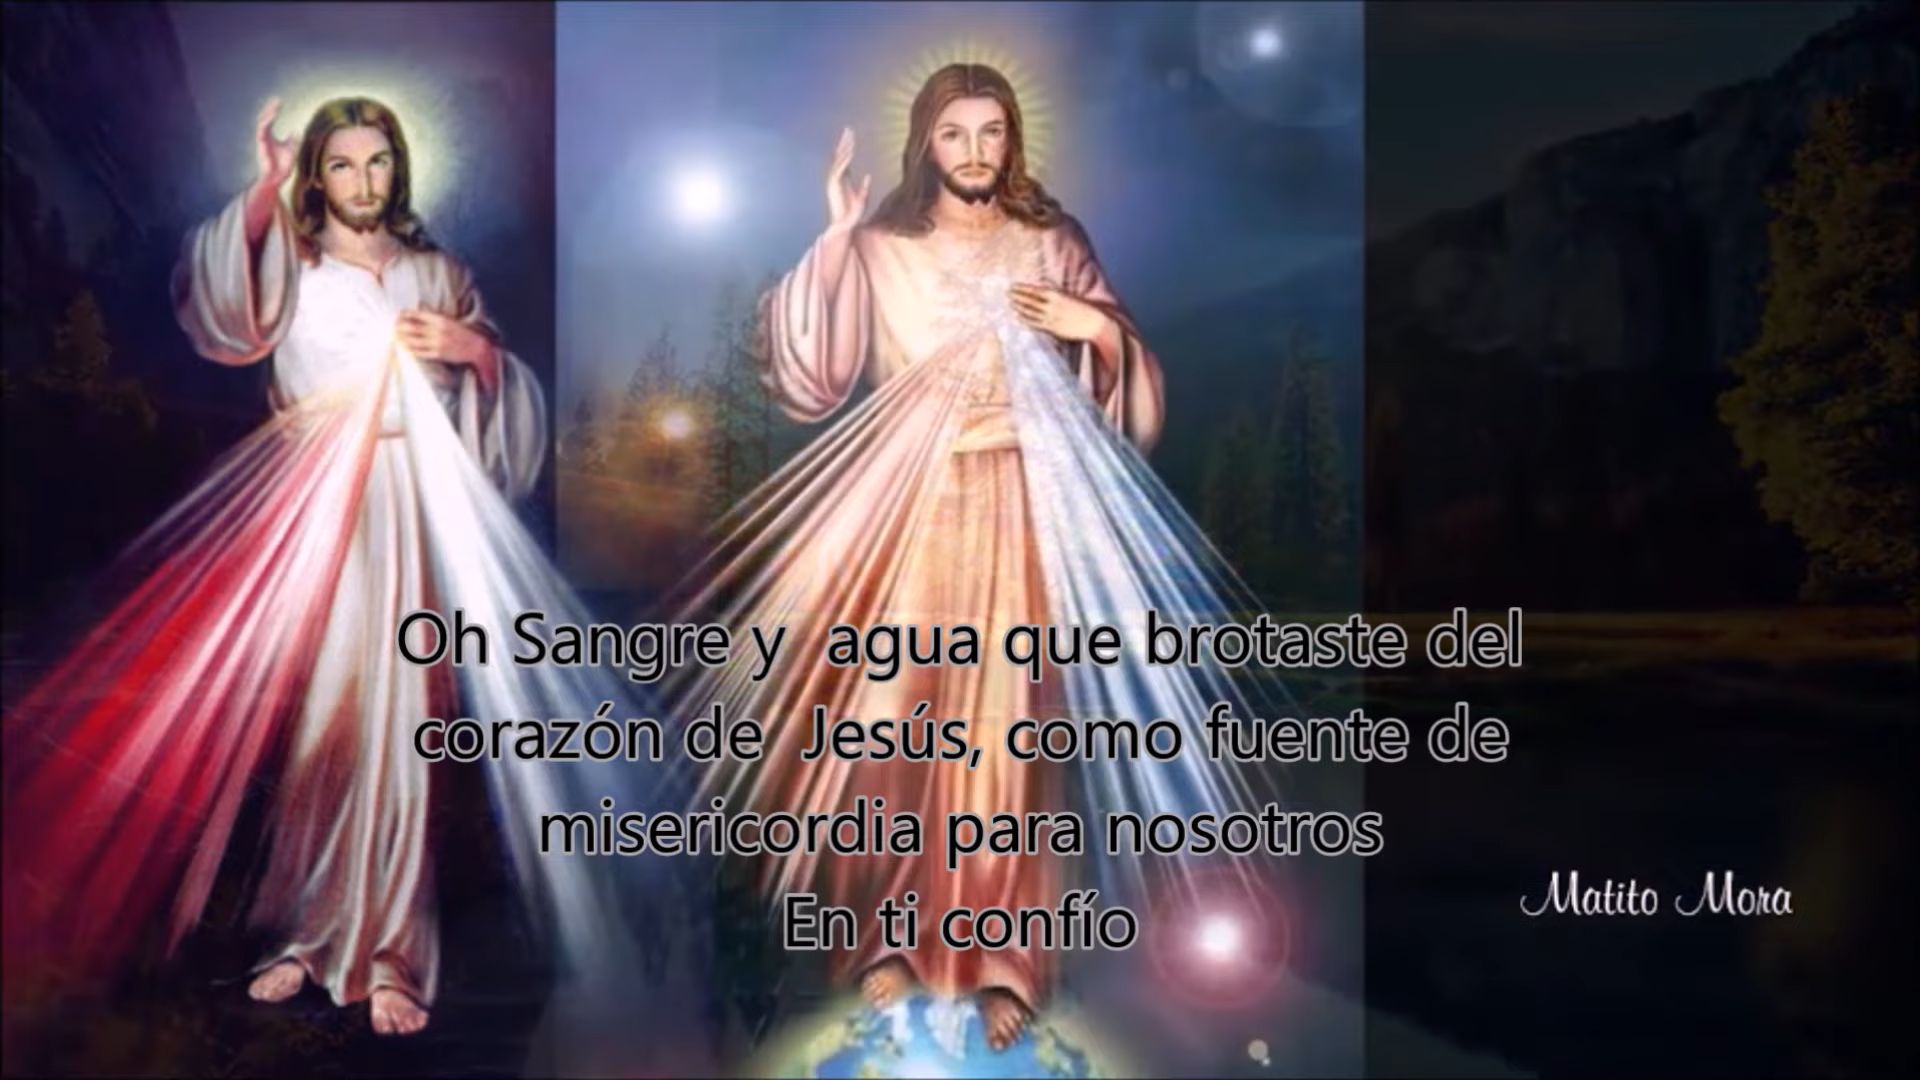 Oh Sangre y  agua que brotaste del
corazón de  Jesús, como fuente de
misericordia para nosotros
En ti confío
Matito Mora